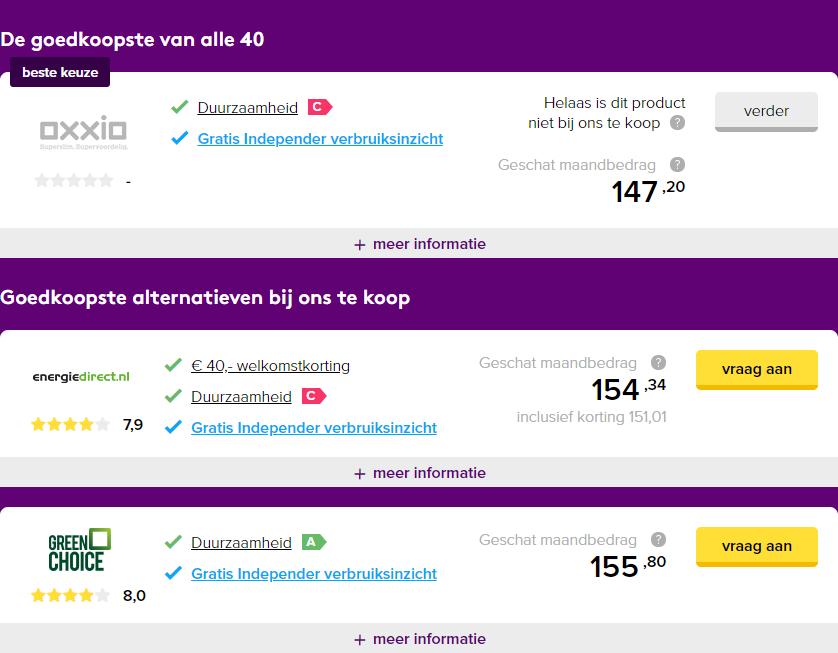 De goedkoopste van alle 40
beste keuze
oxxio
Superslim. Supervoordelig.
-
Duurzaamheid C
Gratis Independer verbruiksinzicht
Helaas is dit product
niet bij ons te koop ?
Geschat maandbedrag ?
147,20
verder
+ meer informatie
Goedkoopste alternatieven bij ons te koop
energiedirect.nl
7,9
€ 40,- welkomstkorting
Duurzaamheid C
Gratis Independer verbruiksinzicht
Geschat maandbedrag ?
154,34
inclusief korting 151,01
vraag aan
+ meer informatie
GREEN
CHOICE
8,0
Duurzaamheid A
Gratis Independer verbruiksinzicht
Geschat maandbedrag ?
155,80
vraag aan
+ meer informatie